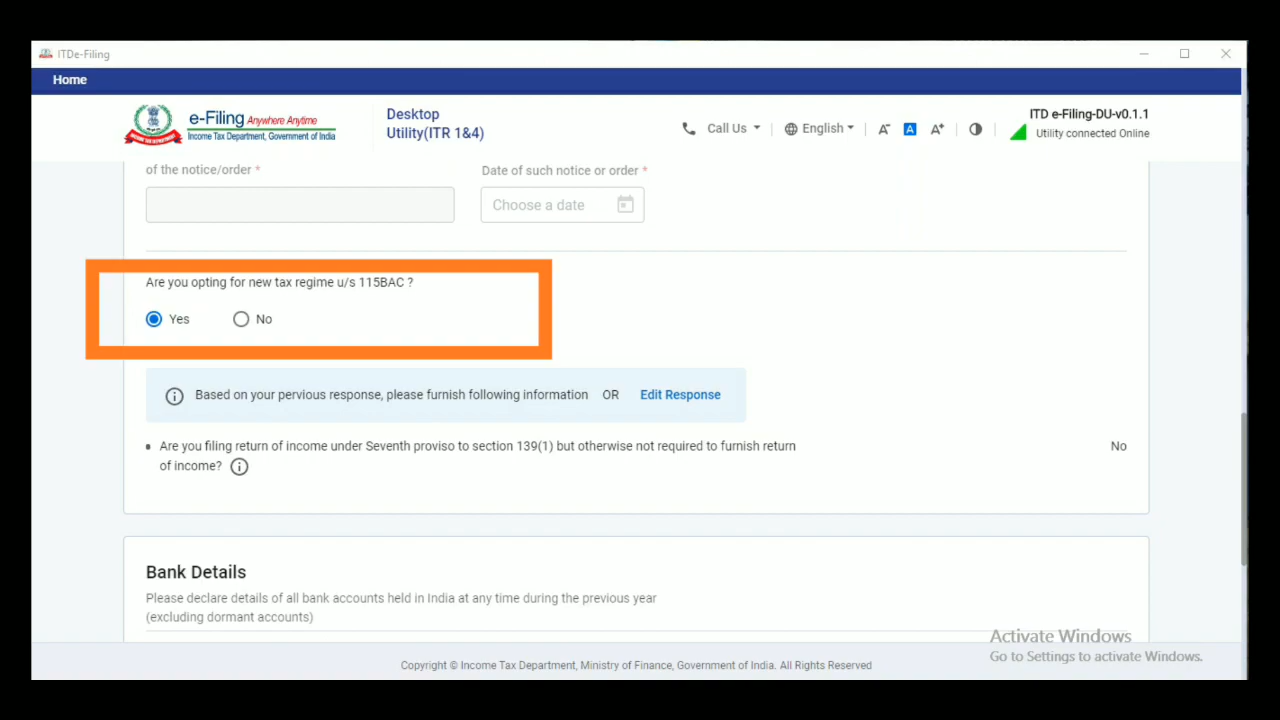 ITDe-Filing
Home
e-Filing Anywhere Anytime
Income Tax Department, Government of India
Desktop
Utility(ITR 1&4)
Call Us
English
A-
A
A+
ITD e-Filing-DU-v0.1.1
Utility connected Online
of the notice/order *
Date of such notice or order *
Choose a date
Are you opting for new tax regime u/s 115BAC ?
Yes No
Based on your pervious response, please furnish following information OR Edit Response
Are you filing return of income under Seventh proviso to section 139(1) but otherwise not required to furnish return
of income?
No
Bank Details
Please declare details of all bank accounts held in India at any time during the previous year
(excluding dormant accounts)
Activate Windows
Go to Settings to activate Windows.
Copyright © Income Tax Department, Ministry of Finance, Government of India. All Rights Reserved